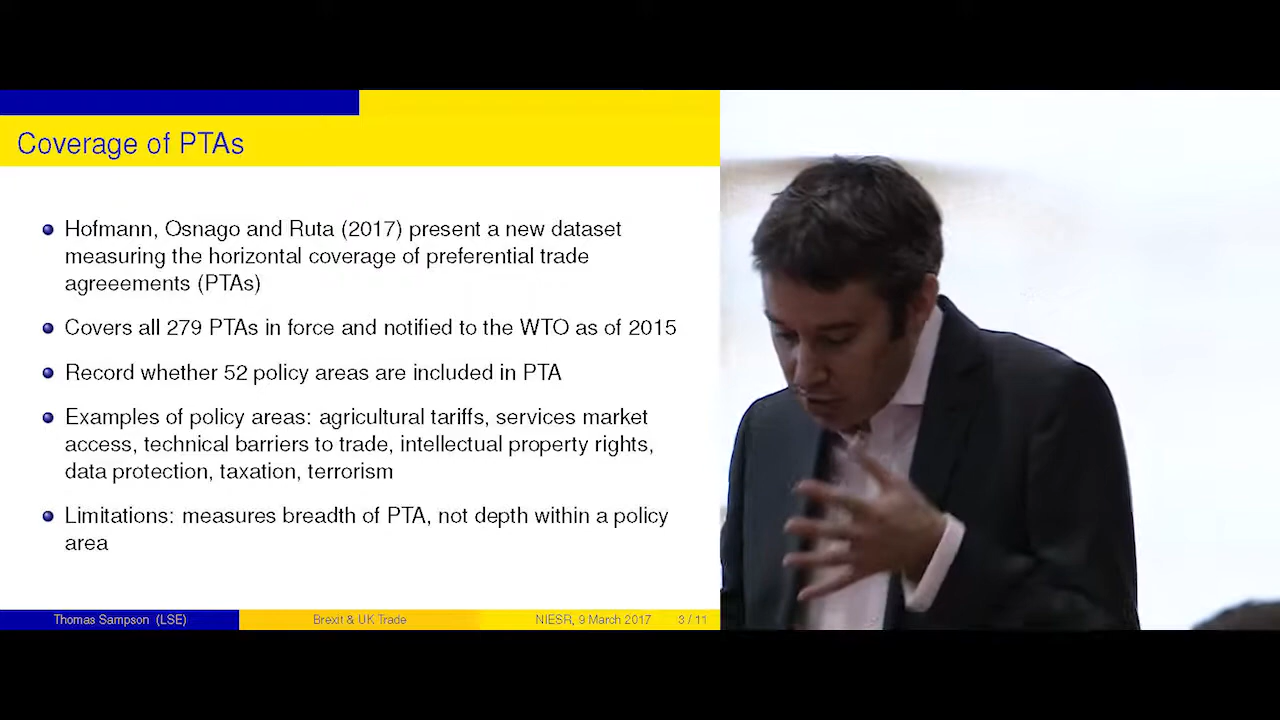 Coverage of PTAs
Hofmann, Osnago and Ruta (2017) present a new dataset
measuring the horizontal coverage of preferential trade
agreeements (PTAs)
Covers all 279 PTAs in force and notified to the WTO as of 2015
Record whether 52 policy areas are included in PTA
Examples of policy areas: agricultural tariffs, services market
access, technical barriers to trade, intellectual property rights,
data protection, taxation, terrorism
Limitations: measures breadth of PTA, not depth within a policy
area
Thomas Sampson (LSE) Brexit & UK Trade NIESR, 9 March 2017 3 / 11